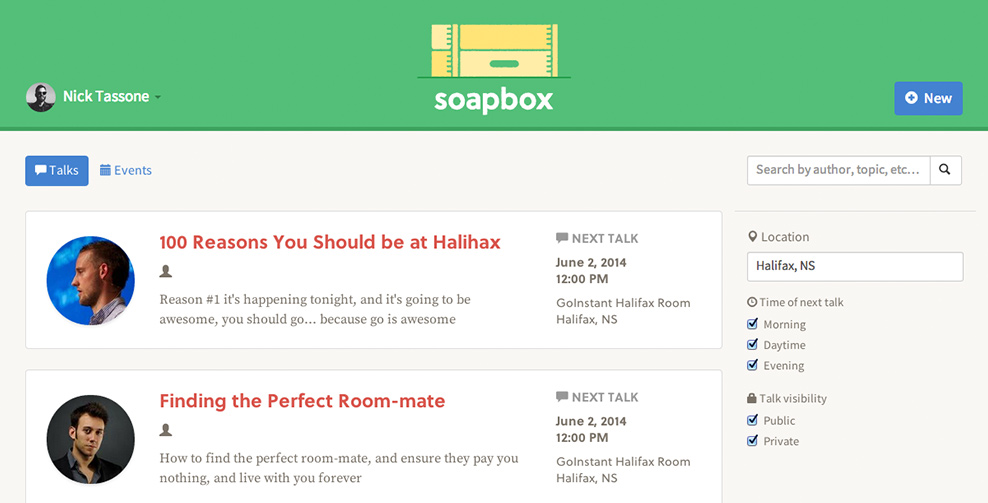 soapbox
Nick Tassone
New
Talks
Events
Search by author, topic, etc...
100 Reasons You Should be at Halihax
Reason #1 it's happening tonight, and it's going to be
awesome, you should go... because go is awesome
NEXT TALK
June 2, 2014
12:00 PM
GoInstant Halifax Room
Halifax, NS
Location
Halifax, NS
Time of next talk
Morning
Daytime
Evening
Talk visibility
Public
Private
Finding the Perfect Room-mate
How to find the perfect room-mate, and ensure they pay you
nothing, and live with you forever
NEXT TALK
June 2, 2014
12:00 PM
GoInstant Halifax Room
Halifax, NS